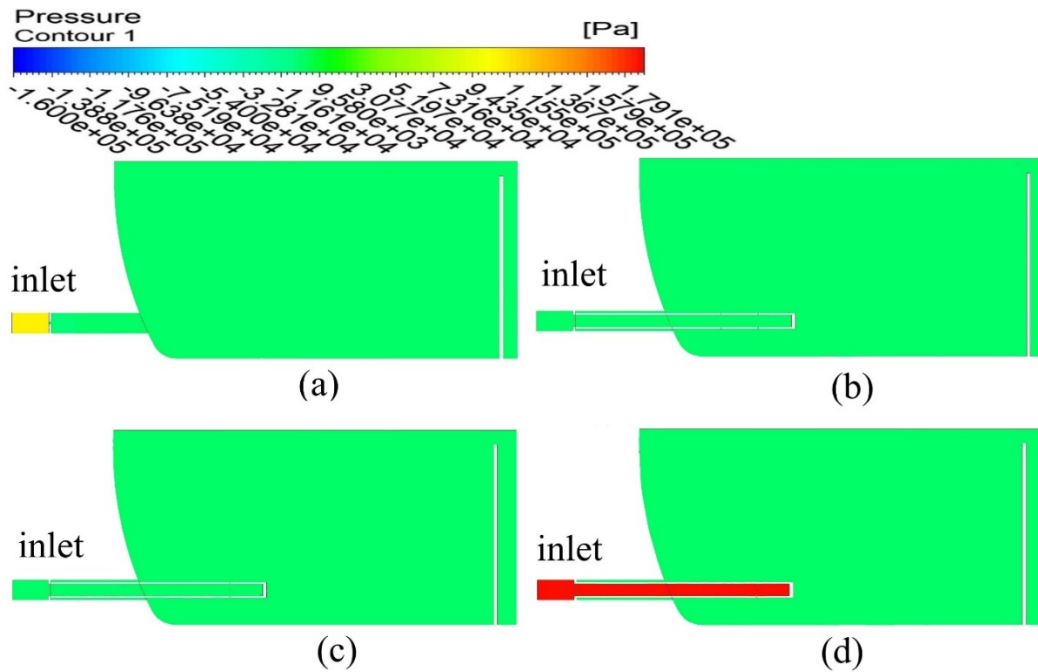 Pressure
Contour 1
[Pa]
-1.600e+05
-1.388e+05
-1.176e+05
-9.638e+04
-7.519e+04
-5.400e+04
-3.281e+04
-1.161e+04
9.580e+03
3.077e+04
5.197e+04
7.316e+04
9.435e+04
1.155e+05
1.367e+05
1.579e+05
1.791e+05
inlet
inlet
(a)
(b)
inlet
inlet
(c)
(d)